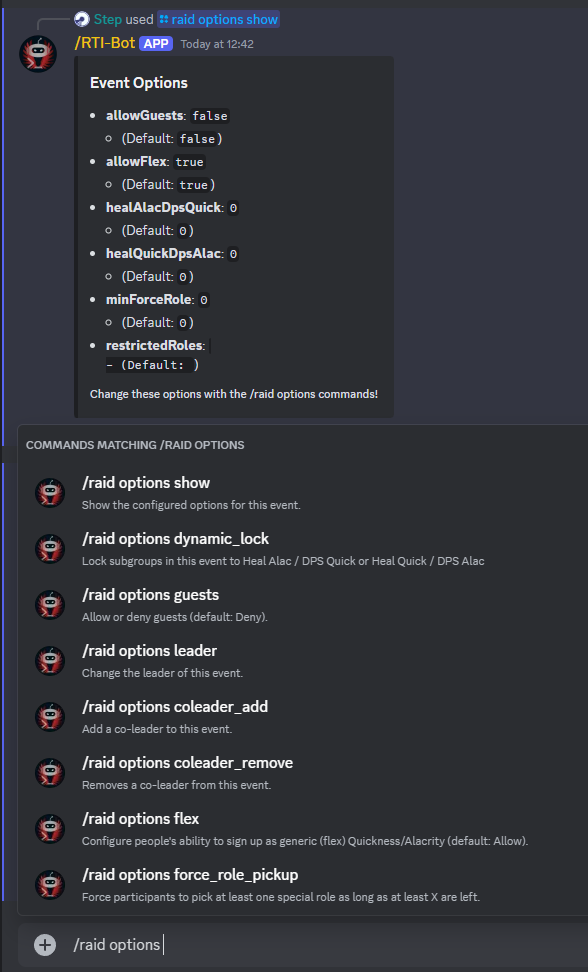 Step used raid options show
/RTI-Bot APP Today at 12:42
Event Options
• allowGuests: false
◦ (Default: false)
• allowFlex: true
◦ (Default: true)
• healAlacDpsQuick: 0
◦ (Default: 0)
• healQuickDpsAlac: 0
◦ (Default: 0)
• minForceRole: 0
◦ (Default: 0)
• restrictedRoles:
- (Default: )
Change these options with the /raid options commands!
COMMANDS MATCHING /RAID OPTIONS
/raid options show
Show the configured options for this event.
/raid options dynamic_lock
Lock subgroups in this event to Heal Alac / DPS Quick or Heal Quick / DPS Alac
/raid options guests
Allow or deny guests (default: Deny).
/raid options leader
Change the leader of this event.
/raid options coleader_add
Add a co-leader to this event.
/raid options coleader_remove
Removes a co-leader from this event.
/raid options flex
Configure people's ability to sign up as generic (flex) Quickness/Alacrity (default: Allow).
/raid options force_role_pickup
Force participants to pick at least one special role as long as at least X are left.
/raid options